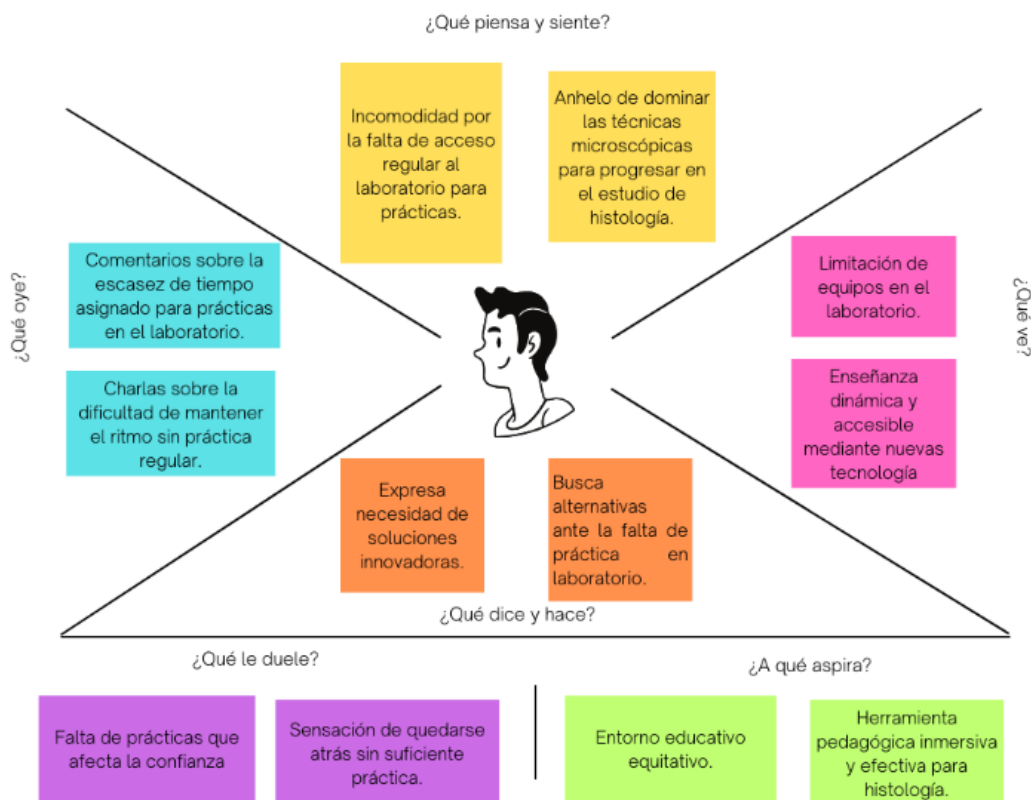 ¿Qué piensa y siente?
Incomodidad por
la falta de acceso
regular al
laboratorio para
prácticas.
Anhelo de dominar
las técnicas
microscópicas
para progresar en
el estudio de
histología.
¿Qué oye?
Comentarios sobre la
escasez de tiempo
asignado para prácticas
en el laboratorio.
Charlas sobre la
dificultad de mantener
el ritmo sin práctica
regular.
¿Qué ve?
Limitación de
equipos en el
laboratorio.
Enseñanza
dinámica y
accesible
mediante nuevas
tecnología
Expresa
necesidad de
soluciones
innovadoras.
Busca
alternativas
ante la falta de
práctica en
laboratorio.
¿Qué dice y hace?
¿Qué le duele?
Falta de prácticas que
afecta la confianza
Sensación de quedarse
atrás sin suficiente
práctica.
¿A qué aspira?
Entorno educativo
equitativo.
Herramienta
pedagógica inmersiva
y efectiva para
histología.